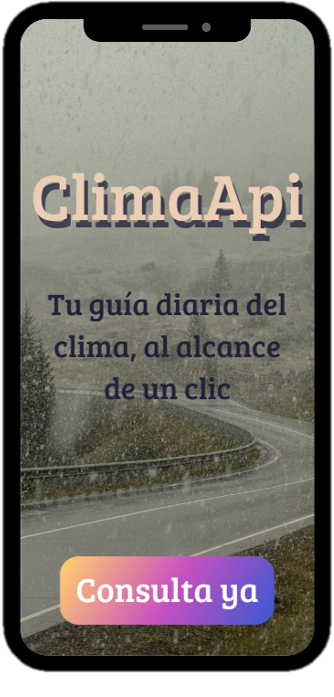 ClimaApi
Tu guía diaria del
clima, al alcance
de un clic
Consulta ya